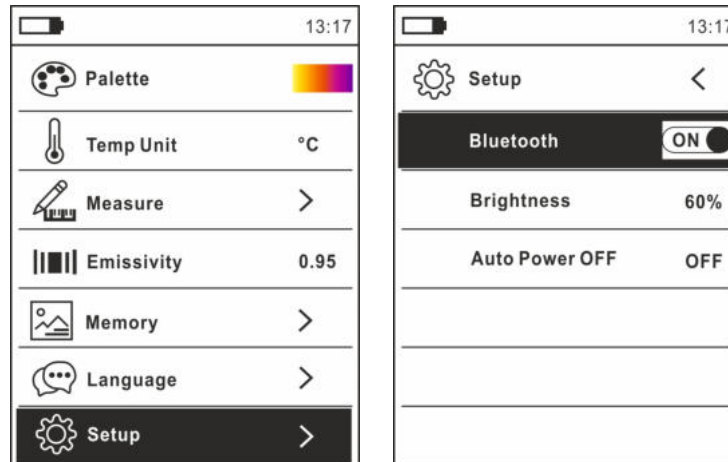 13:17
Palette
Temp Unit °C
Measure >
Emissivity 0.95
Memory >
Language >
Setup >
13:17
Setup <
Bluetooth ON
Brightness 60%
Auto Power OFF OFF